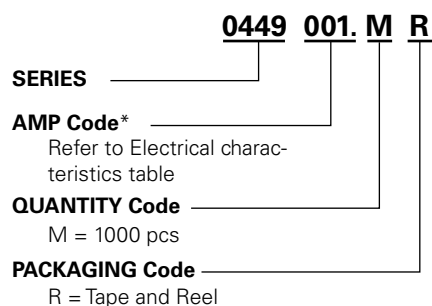 0449 001. M R
SERIES
AMP Code*
Refer to Electrical charac-
teristics table
QUANTITY Code
M = 1000 pcs
PACKAGING Code
R = Tape and Reel